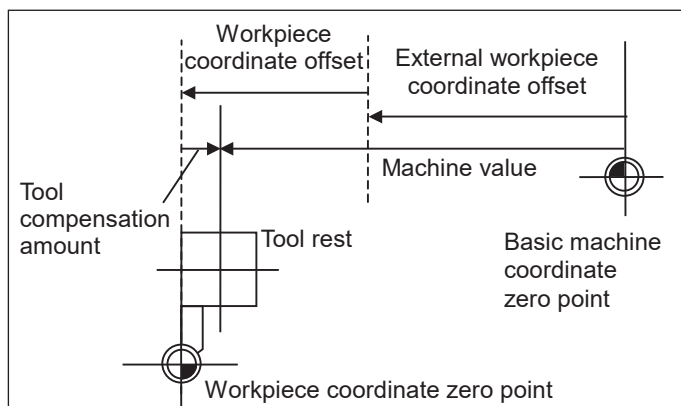 Workpiece
coordinate offset
External workpiece
coordinate offset
Machine value
Tool
compensation
amount
Tool rest
Basic machine
coordinate
zero point
Workpiece coordinate zero point